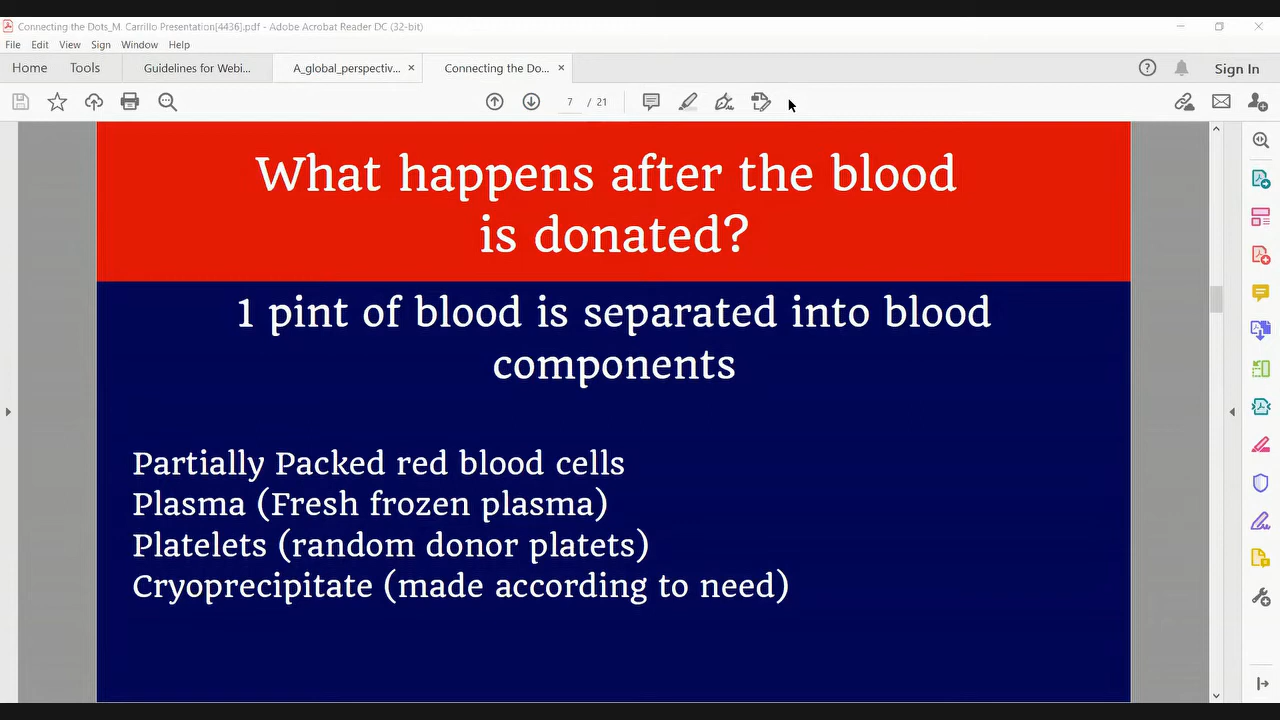 Connecting the Dots_M. Carrillo Presentation[4436].pdf - Adobe Acrobat Reader DC (32-bit)
File Edit View Sign Window Help
Home Tools Guidelines for Webi... A_global_perspectiv... × Connecting the Do... × Sign In
7 / 21
What happens after the blood
is donated?
1 pint of blood is separated into blood
components
Partially Packed red blood cells
Plasma (Fresh frozen plasma)
Platelets (random donor platets)
Cryoprecipitate (made according to need)